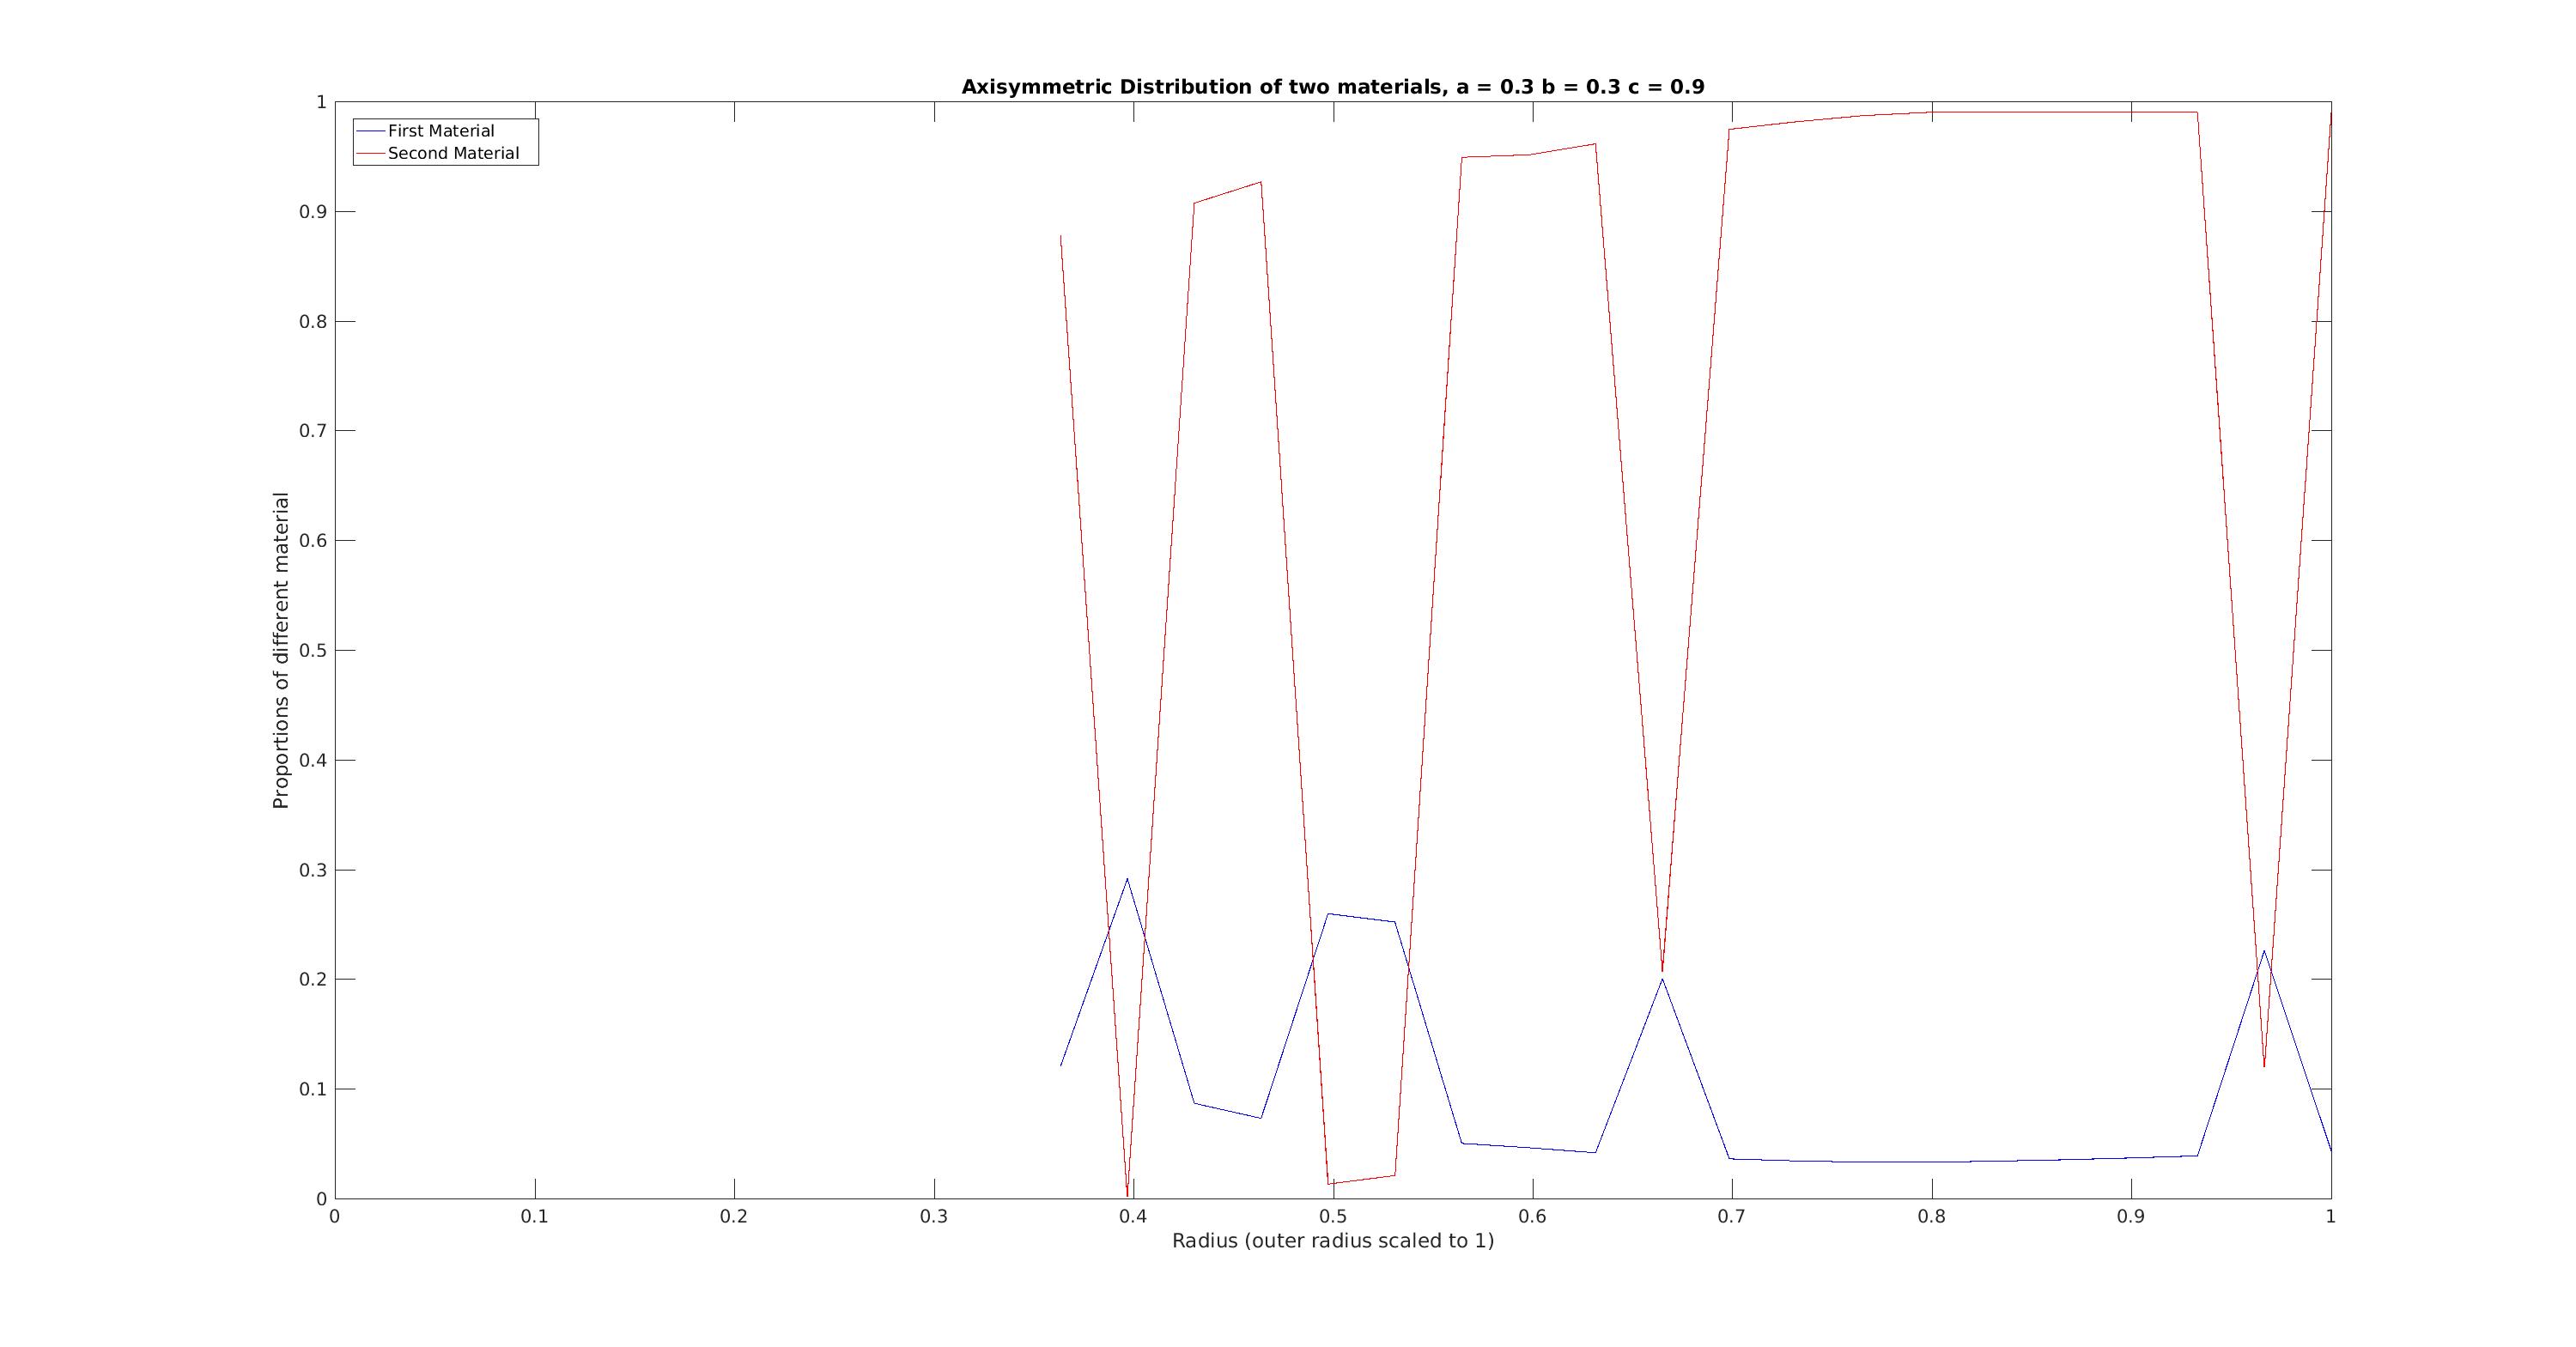 Axisymmetric Distribution of two materials, a = 0.3 b = 0.3 c = 0.9
First Material
Second Material
1
0.9
0.8
0.7
0.6
0.5
0.4
0.3
0.2
0.1
0
Proportions of different material
0 0.1 0.2 0.3 0.4 0.5 0.6 0.7 0.8 0.9 1
Radius (outer radius scaled to 1)